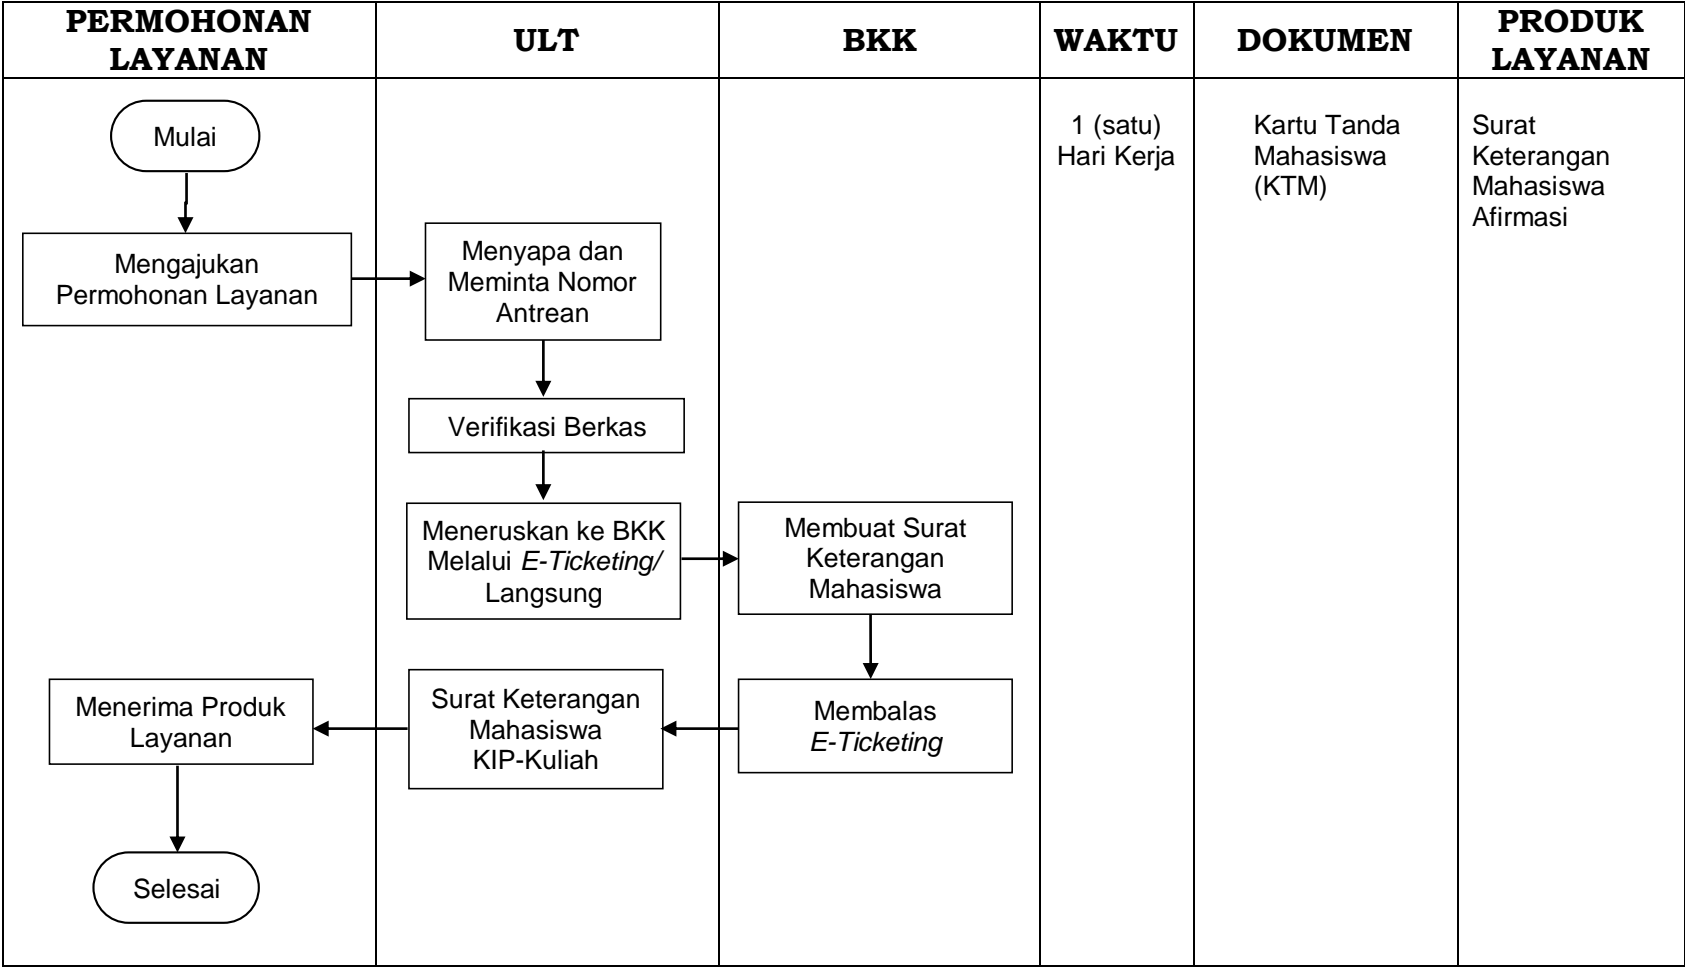 PERMOHONAN
LAYANAN
ULT
BKK
WAKTU
DOKUMEN
PRODUK
LAYANAN
Mulai
1 (satu)
Hari Kerja
Kartu Tanda
Mahasiswa
(KTM)
Surat
Keterangan
Mahasiswa
Afirmasi
Mengajukan
Permohonan Layanan
Menyapa dan
Meminta Nomor
Antrean
Verifikasi Berkas
Meneruskan ke BKK
Melalui E-Ticketing/
Langsung
Membuat Surat
Keterangan
Mahasiswa
Membalas
E-Ticketing
Surat Keterangan
Mahasiswa
KIP-Kuliah
Menerima Produk
Layanan
Selesai